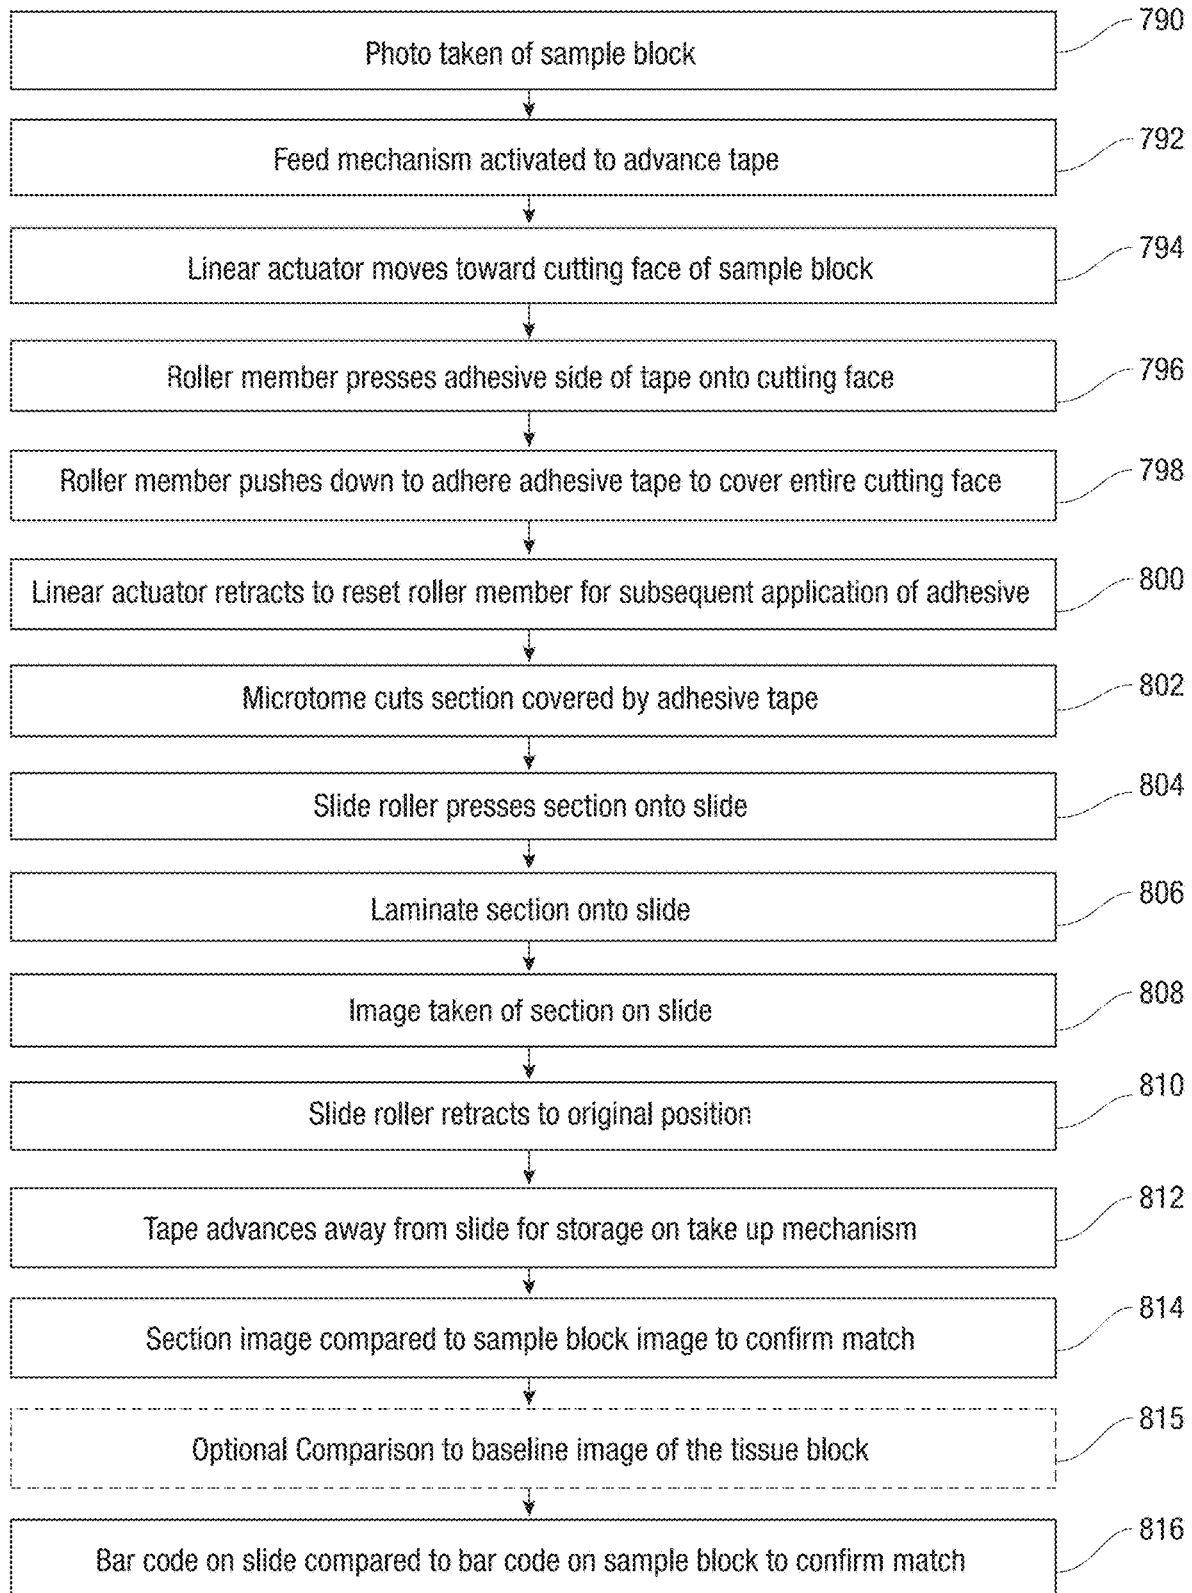 Photo taken of sample block
790
Feed mechanism activated to advance tape
792
Linear actuator moves toward cutting face of sample block
794
Roller member presses adhesive side of tape onto cutting face
796
Roller member pushes down to adhere adhesive tape to cover entire cutting face
798
Linear actuator retracts to reset roller member for subsequent application of adhesive
800
Microtome cuts section covered by adhesive tape
802
Slide roller presses section onto slide
804
Laminate section onto slide
806
Image taken of section on slide
808
Slide roller retracts to original position
810
Tape advances away from slide for storage on take up mechanism
812
Section image compared to sample block image to confirm match
814
Optional Comparison to baseline image of the tissue block
815
Bar code on slide compared to bar code on sample block to confirm match
816